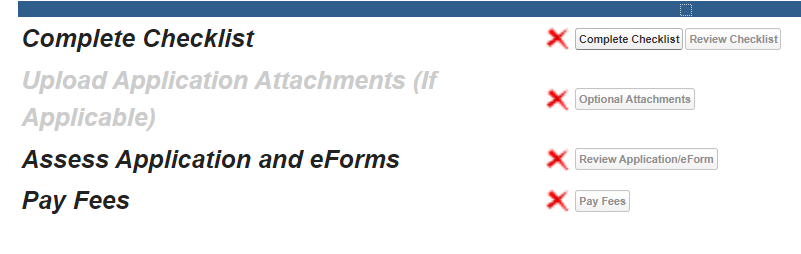 Complete Checklist Complete Checklist Review Checklist
Upload Application Attachments (If
Applicable)
Optional Attachments
Assess Application and eForms Review Application/eForm
Pay Fees Pay Fees